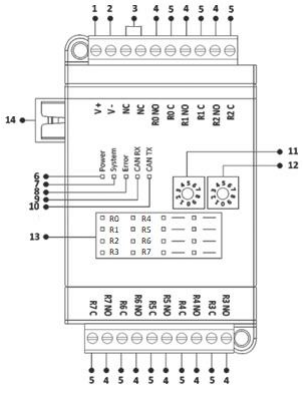 1 2 3 4 5 4 5 4 5
V+ V- NC NC R0 NO R0 C R1 NO R1 C R2 NO R2 C
14
11
12
Power System Error CAN RX CAN TX
6
7
8
9
10
13
R0 R4
R1 R5
R2 R6
R3 R7
R7 C R7 NO R6 C R6 NO R5 C R5 NO R4 C R4 NO R3 C R3 NO
5 4 5 4 5 4 5 4 5 4